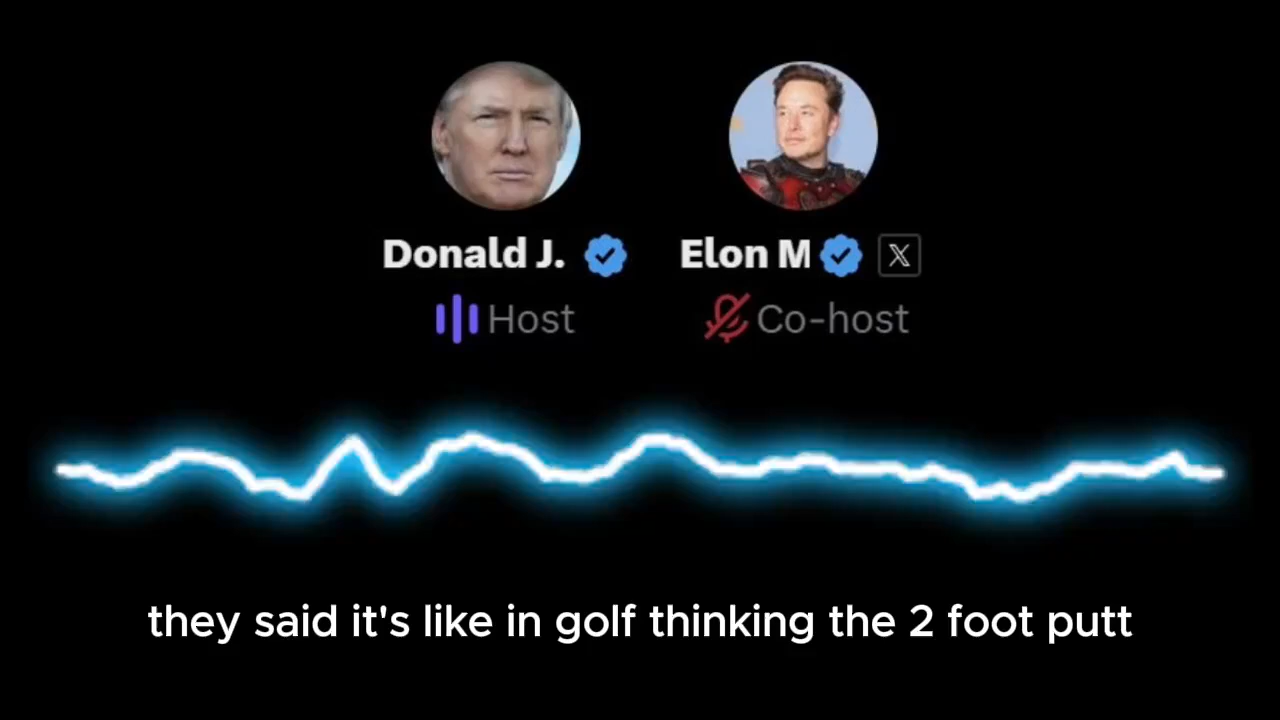 Donald J. Elon M X
Host Co-host
they said it's like in golf thinking the 2 foot putt